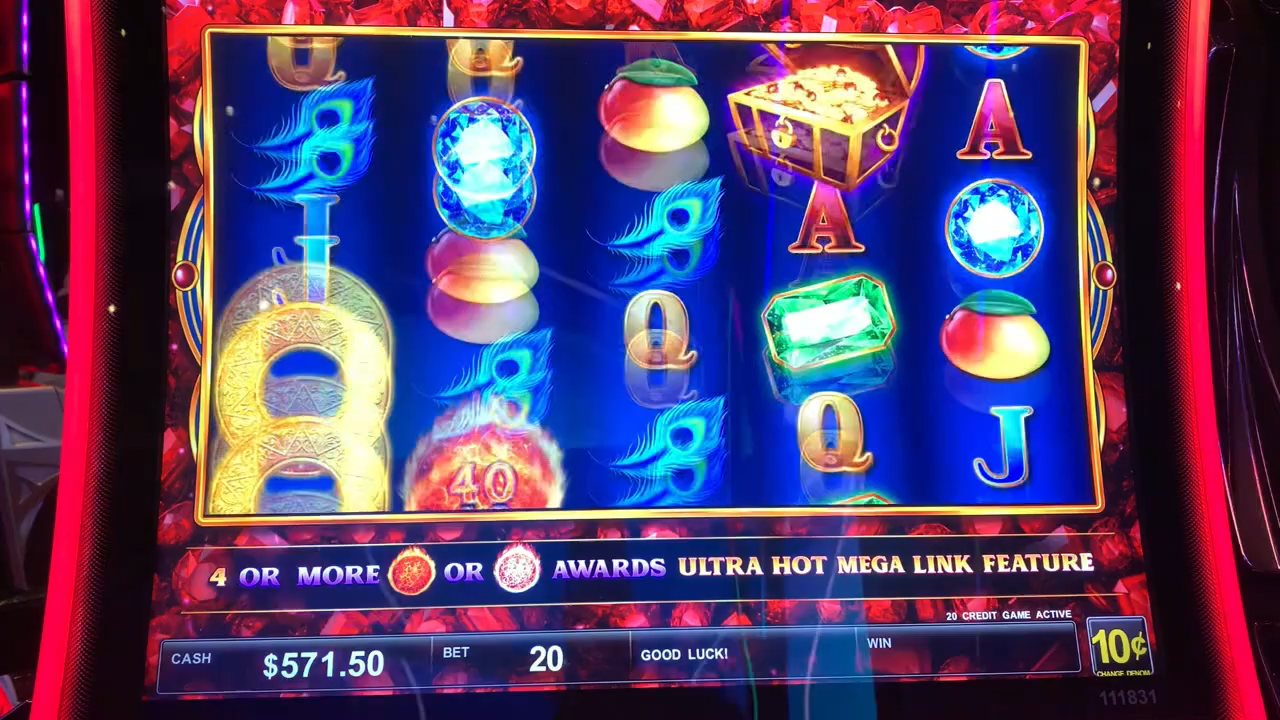 Q Q
A
J A
Q
40 Q J
4 OR MORE OR AWARDS ULTRA HOT MEGA LINK FEATURE
20 CREDIT GAME ACTIVE
CASH $571.50 BET 20 GOOD LUCK! WIN 10¢
CHANGE DENOM
111831